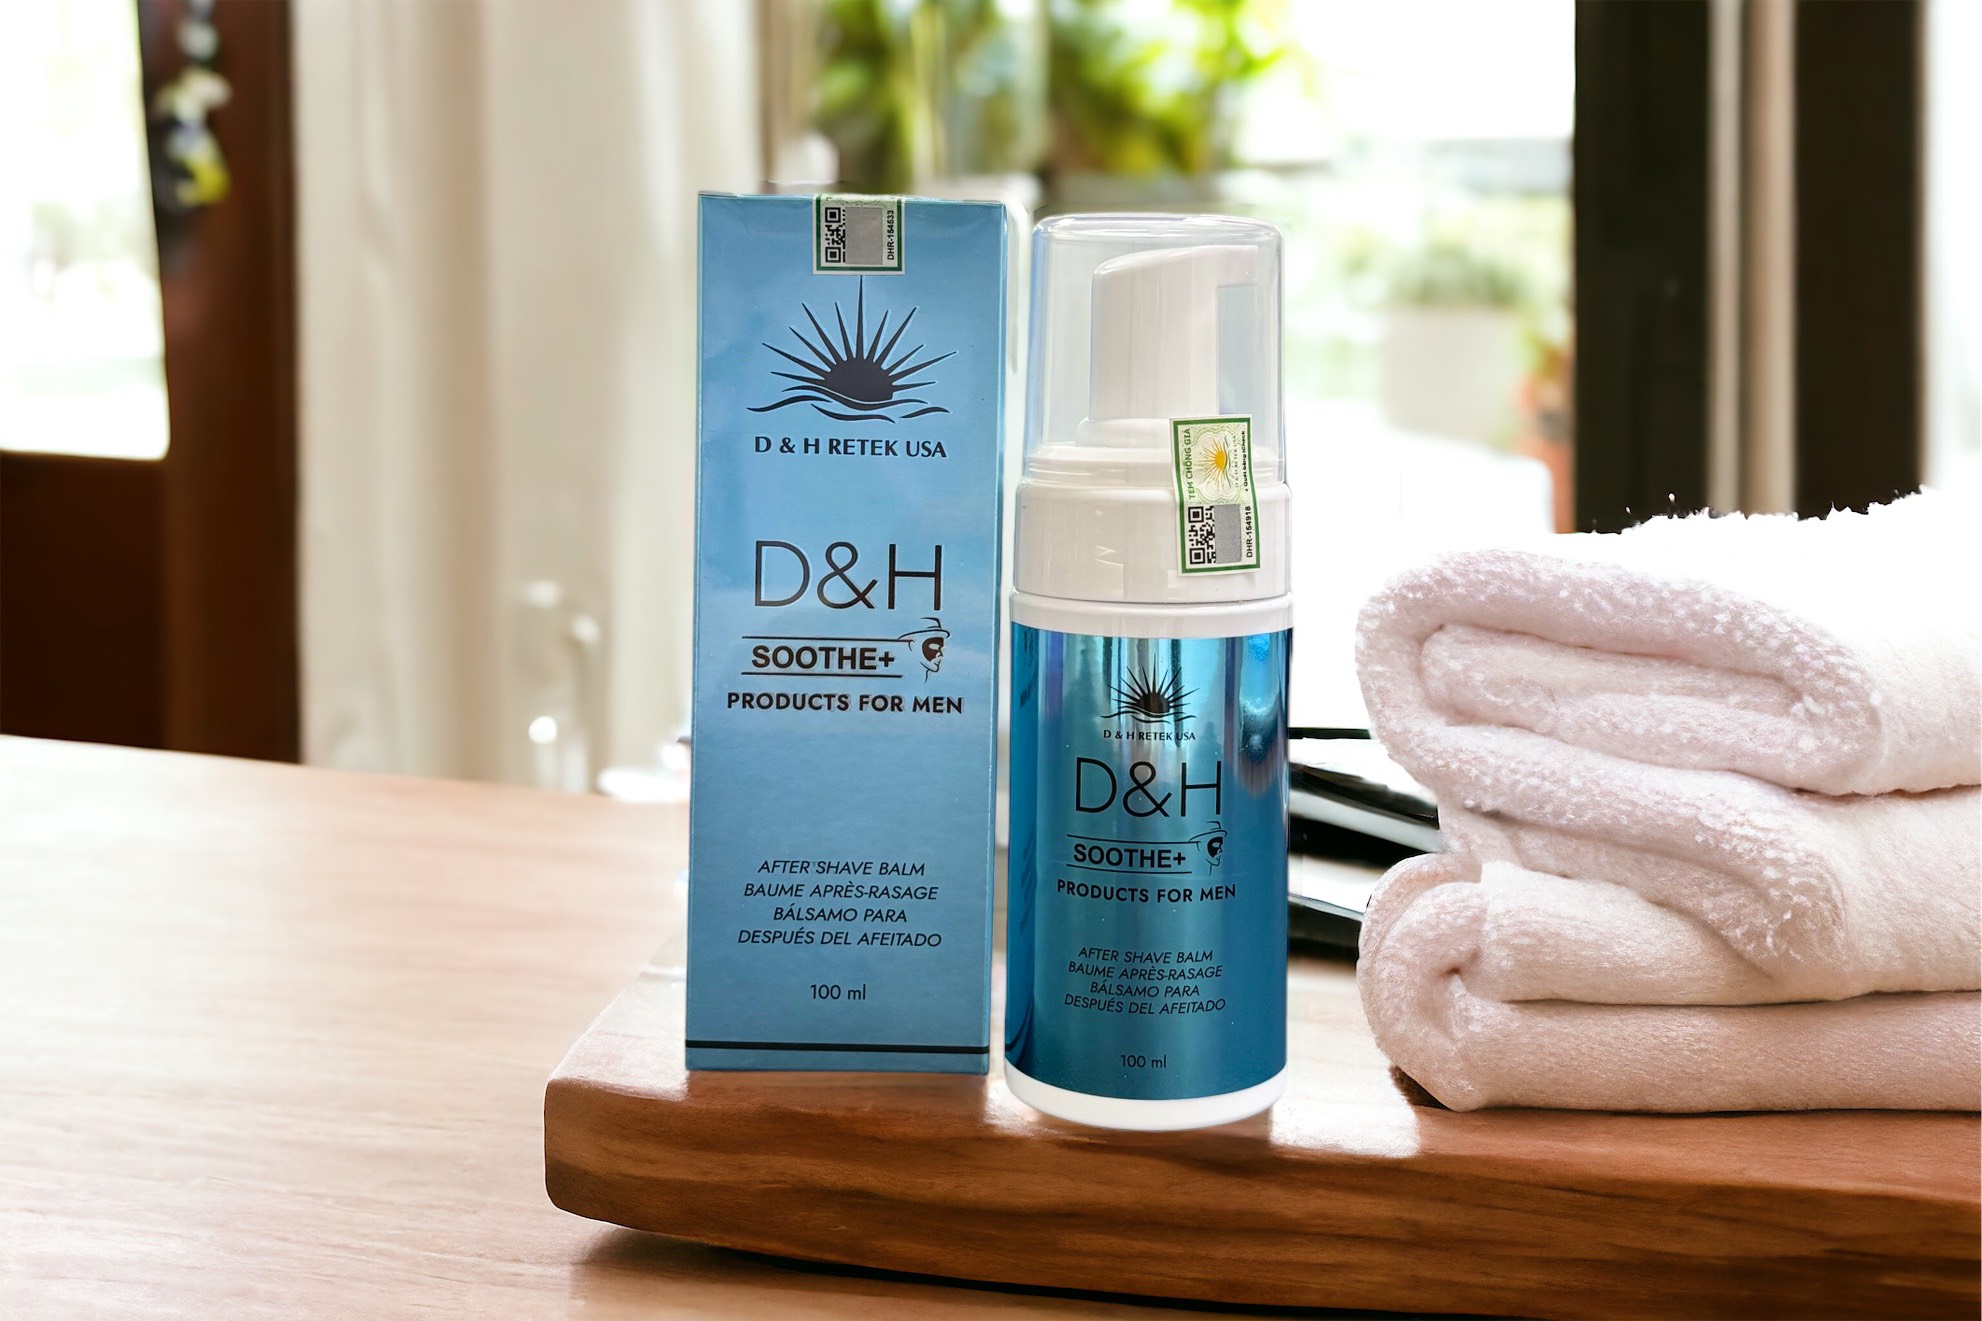 DHR-154533
D & H RETEK USA
D&H
SOOTHE+
PRODUCTS FOR MEN
AFTER SHAVE BALM
BAUME APRÈS-RASAGE
BÁLSAMO PARA
DESPUÉS DEL AFEITADO
100 ml
TEM CHỐNG GIẢ
DHR-154918
D & H RETEK USA
D&H
SOOTHE+
PRODUCTS FOR MEN
AFTER SHAVE BALM
BAUME APRÈS-RASAGE
BÁLSAMO PARA
DESPUÉS DEL AFEITADO
100 ml